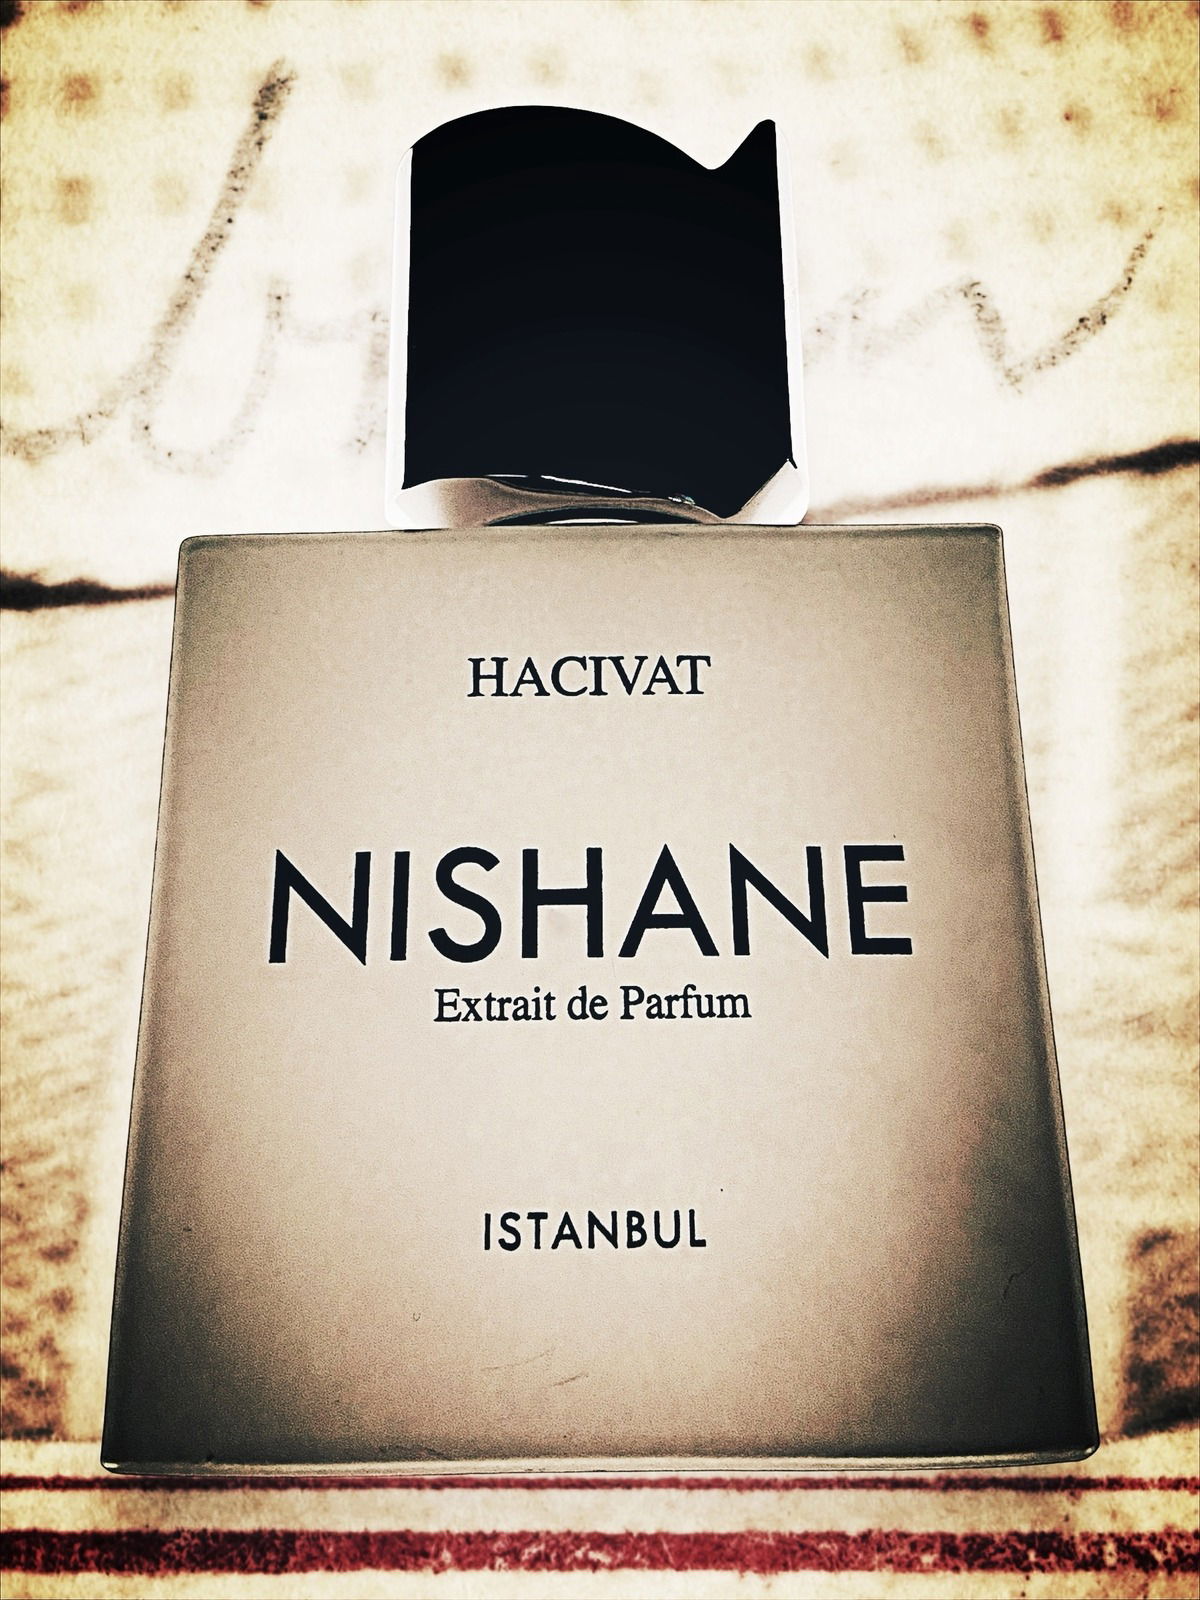 HACIVAT
NISHANE
Extrait de Parfum
ISTANBUL